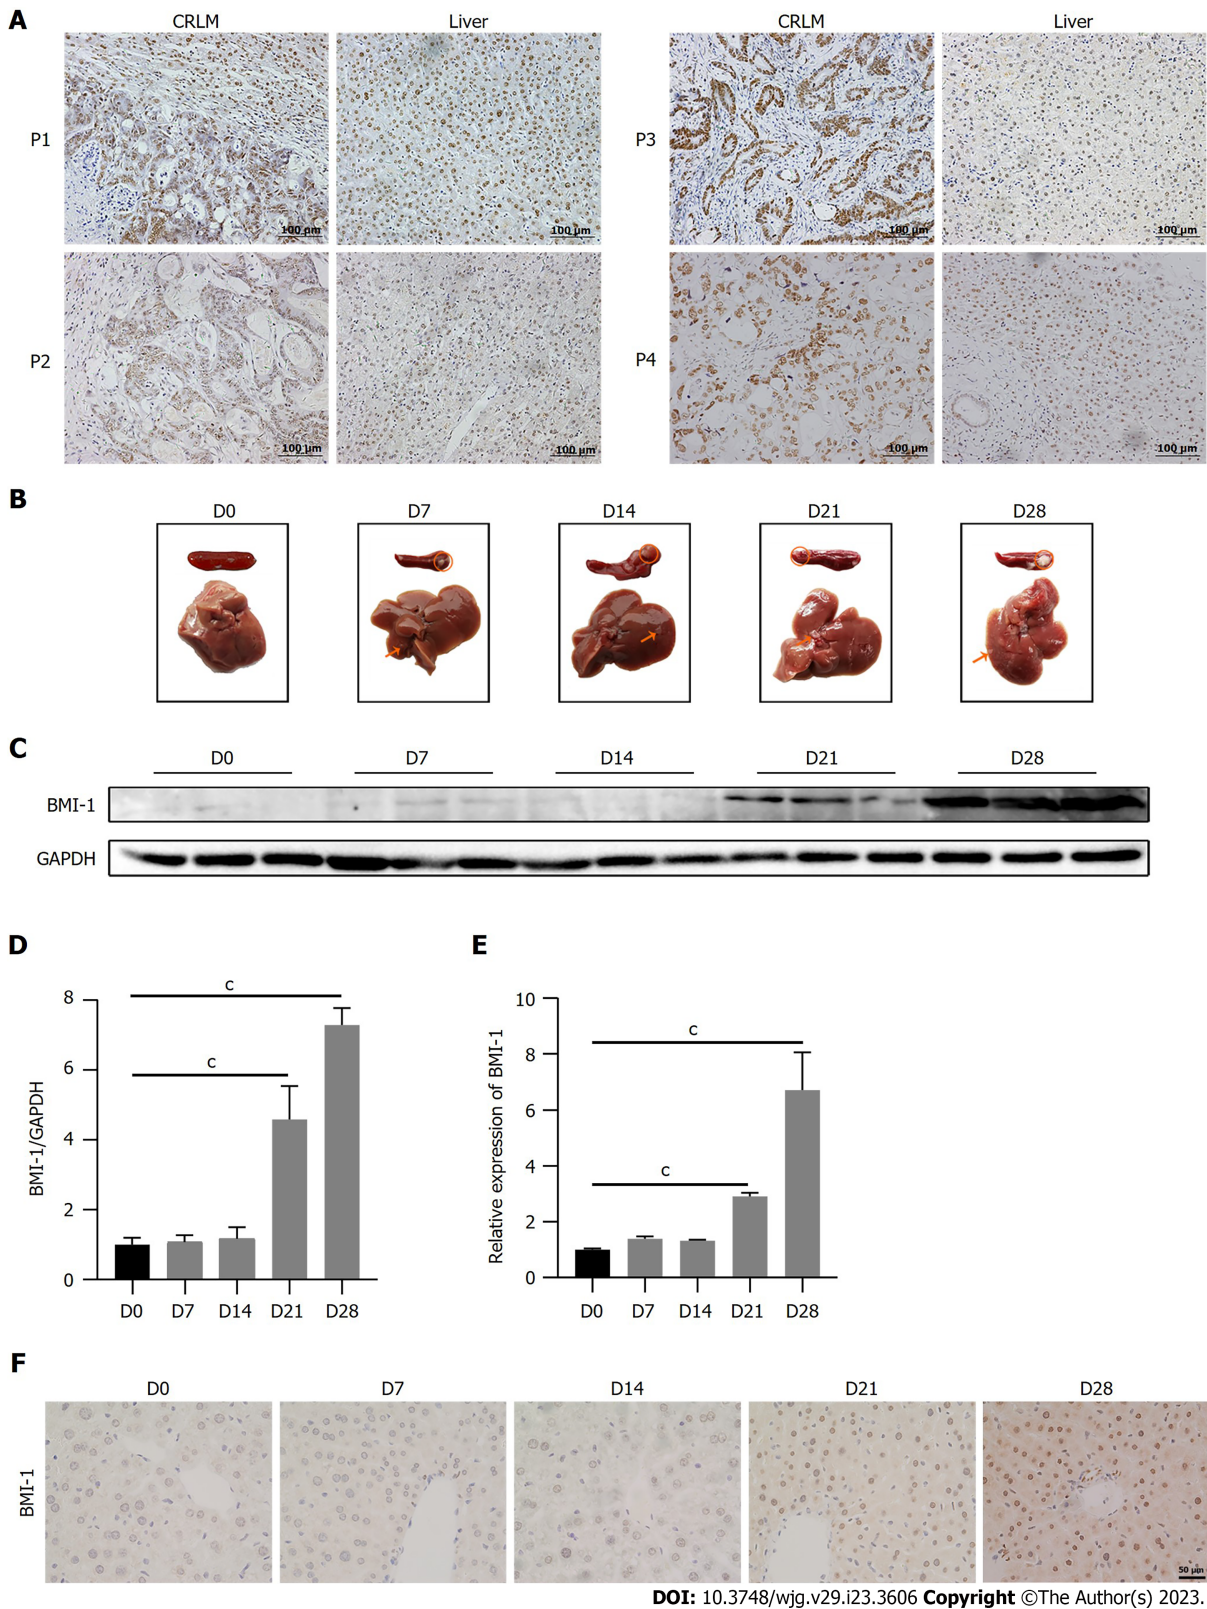 A
CRLM Liver CRLM Liver
P1 P3
100 µm 100 µm 100 µm 100 µm
P2 P4
100 µm 100 µm 100 µm 100 µm
B
D0 D7 D14 D21 D28
C
D0 D7 D14 D21 D28
BMI-1
GAPDH
D
BMI-1/GAPDH
8
6
4
2
0
c
c
D0 D7 D14 D21 D28
E
Relative expression of BMI-1
10
8
6
4
2
0
c
c
D0 D7 D14 D21 D28
F
D0 D7 D14 D21 D28
BMI-1
50 µm
DOI: 10.3748/wjg.v29.i23.3606 Copyright ©The Author(s) 2023.